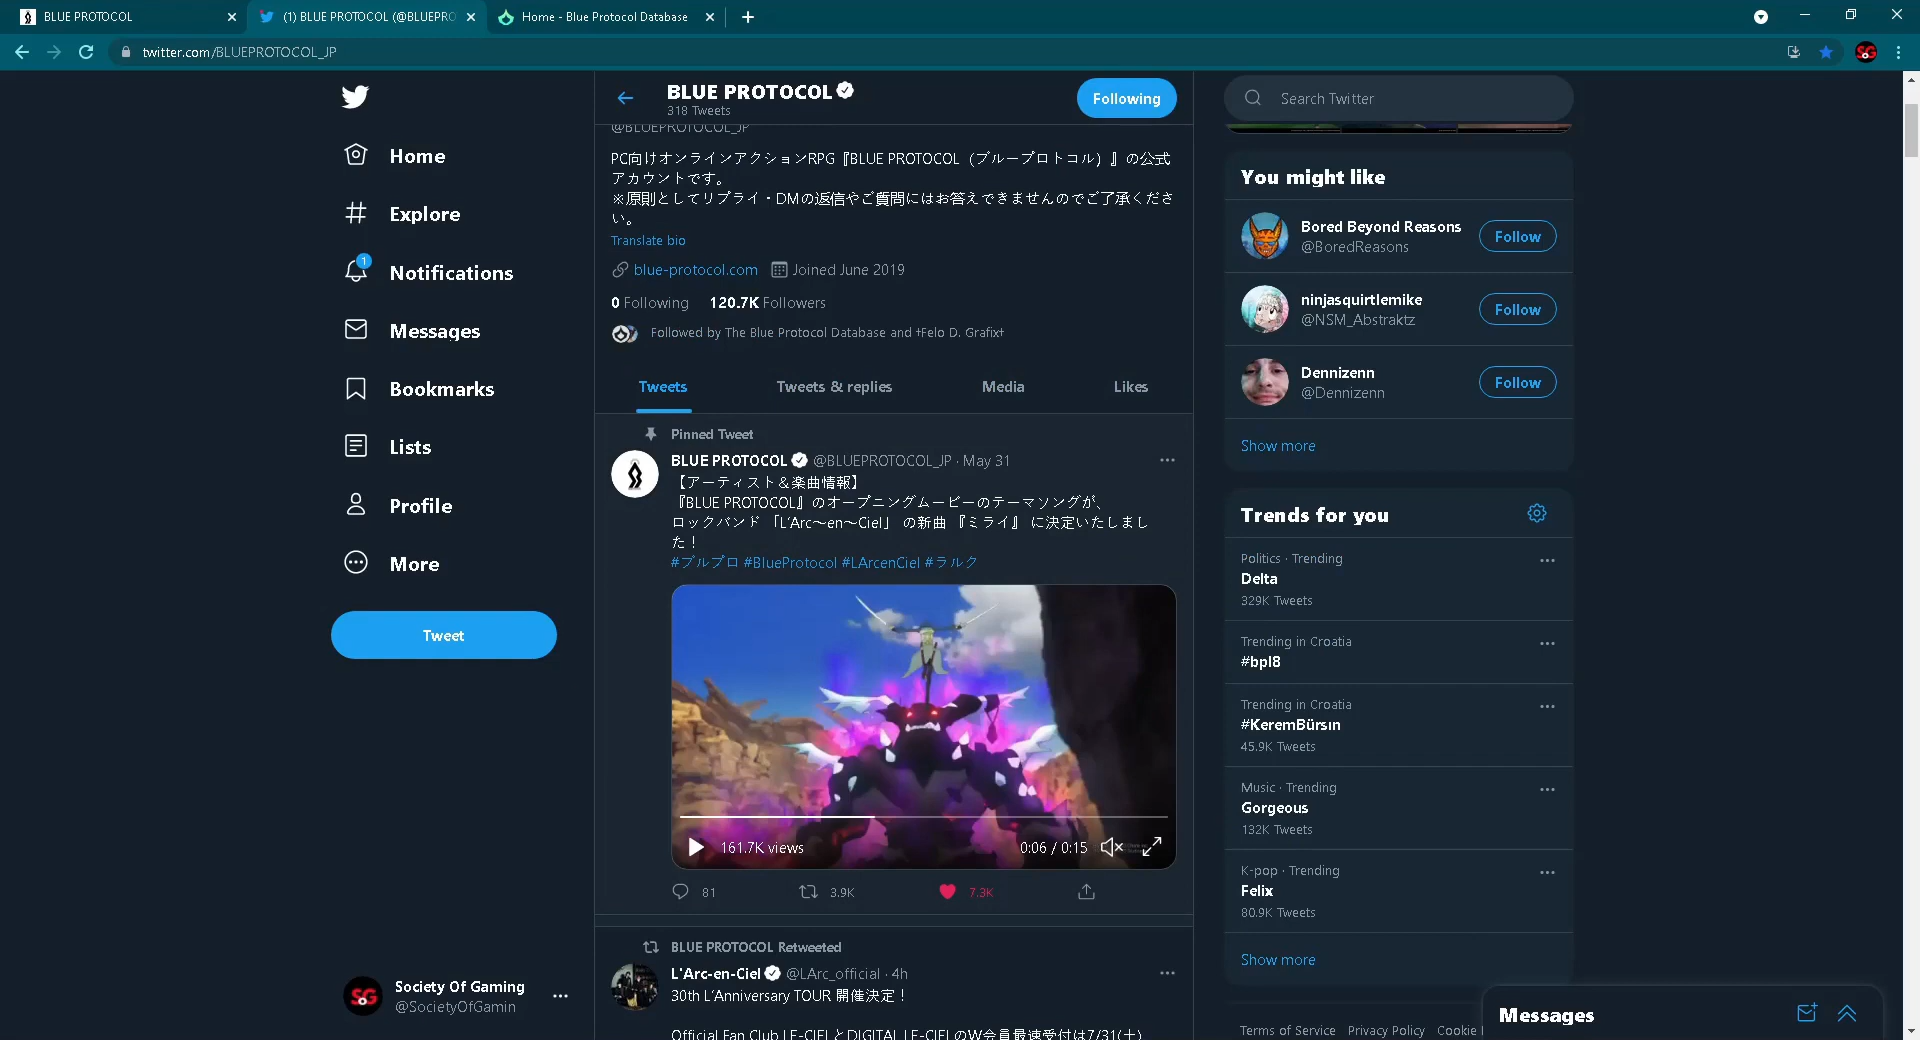 BLUE PROTOCOL
(1) BLUE PROTOCOL (@BLUEPRO
Home - Blue Protocol Database
twitter.com/BLUEPROTOCOL_JP
Home
Explore
1
Notifications
Messages
Bookmarks
Lists
Profile
More
Tweet
Society Of Gaming
@SocietyOfGamin
BLUE PROTOCOL
318 Tweets
Following
@BLUEPROTOCOL_JP
PC向けオンラインアクションRPG『BLUE PROTOCOL（ブループロトコル）』の公式
アカウントです。
※原則としてリプライ・DMの返信やご質問にはお答えできませんのでご了承くださ
い。
Translate bio
blue-protocol.com Joined June 2019
0 Following 120.7K Followers
Followed by The Blue Protocol Database and †Felo D. Grafix†
Tweets Tweets & replies Media Likes
Pinned Tweet
BLUE PROTOCOL @BLUEPROTOCOL_JP · May 31
【アーティスト＆楽曲情報】
『BLUE PROTOCOL』のオープニングムービーのテーマソングが、
ロックバンド 「L'Arc～en～Ciel」 の新曲 『ミライ』 に決定いたしまし
た！
#ブルプロ #BlueProtocol #LArcenCiel #ラルク
161.7K views 0:06 / 0:15
81 3.9K 7.3K
BLUE PROTOCOL Retweeted
L'Arc-en-Ciel @LArc_official · 4h
30th L'Anniversary TOUR 開催決定！
Official Fan Club LE-CIELとDIGITAL LE-CIELのW会員最速受付は7/31(土)
Search Twitter
You might like
Bored Beyond Reasons
@BoredReasons
Follow
ninjasquirtlemike
@NSM_Abstraktz
Follow
Dennizenn
@Dennizenn
Follow
Show more
Trends for you
Politics · Trending
Delta
329K Tweets
Trending in Croatia
#bpl8
Trending in Croatia
#KeremBürsin
45.9K Tweets
Music · Trending
Gorgeous
132K Tweets
K-pop · Trending
Felix
80.9K Tweets
Show more
Terms of Service Privacy Policy Cookie
Messages